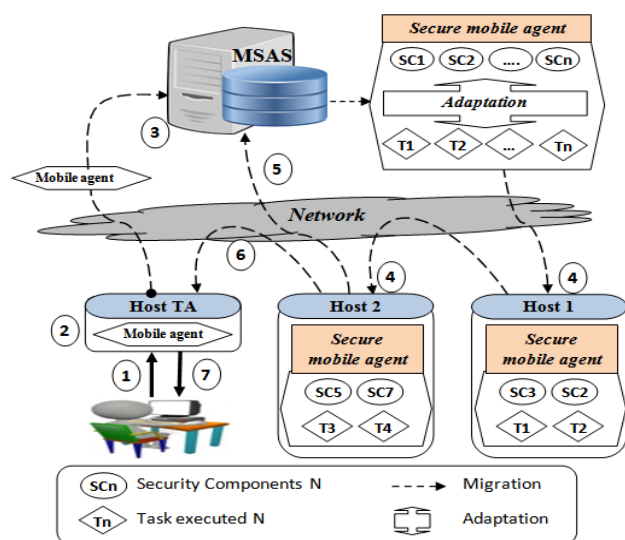 Secure mobile agent
MSAS
SC1 SC2 .... SCn
Adaptation
3
T1 T2 ... Tn
5
Mobile agent
Network
6
4
4
Host TA
Host 2
Host 1
2
Mobile agent
Secure
mobile agent
Secure
mobile agent
1
7
SC5 SC7
SC3 SC2
T3 T4
T1 T2
SCn Security Components N
Migration
Tn Task executed N
Adaptation